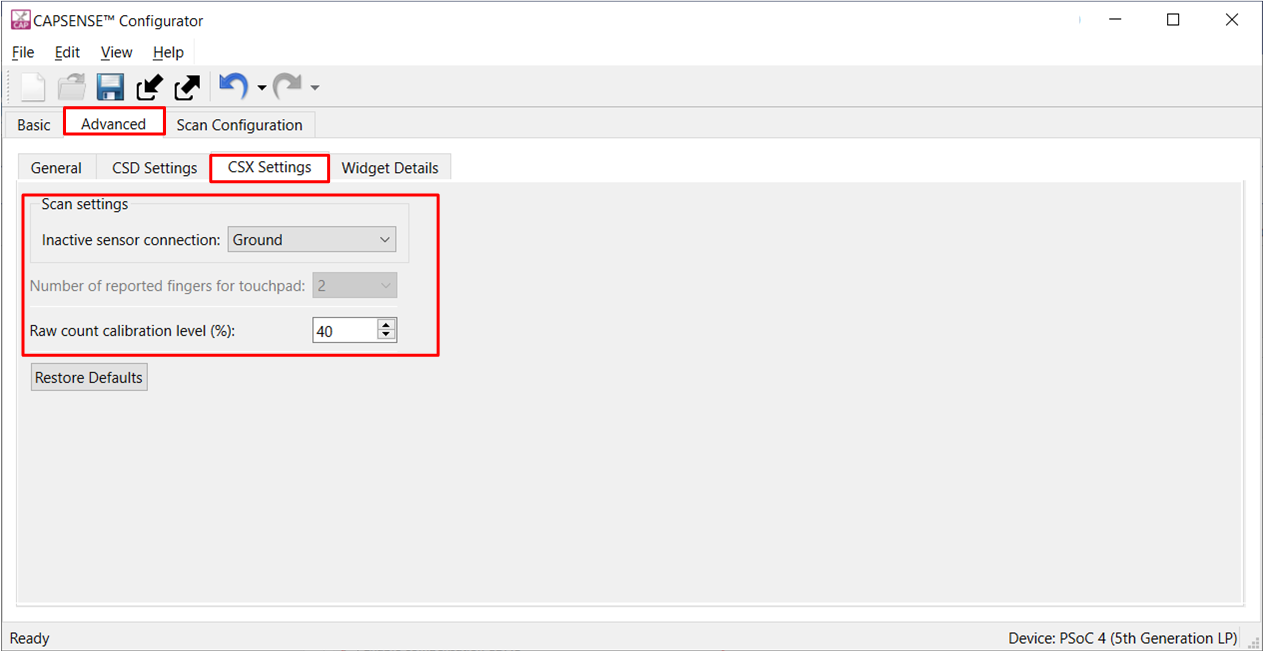 CAPSENSE™ Configurator
File Edit View Help
Basic Advanced Scan Configuration
General CSD Settings CSX Settings Widget Details
Scan settings
Inactive sensor connection: Ground
Number of reported fingers for touchpad: 2
Raw count calibration level (%): 40
Restore Defaults
Ready Device: PSoC 4 (5th Generation LP)